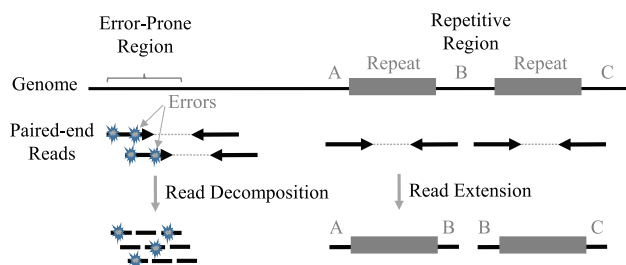 Error-Prone
Region
Repetitive
Region
A Repeat B Repeat C
Genome
Errors
Paired-end
Reads
Read Decomposition
Read Extension
A B B C